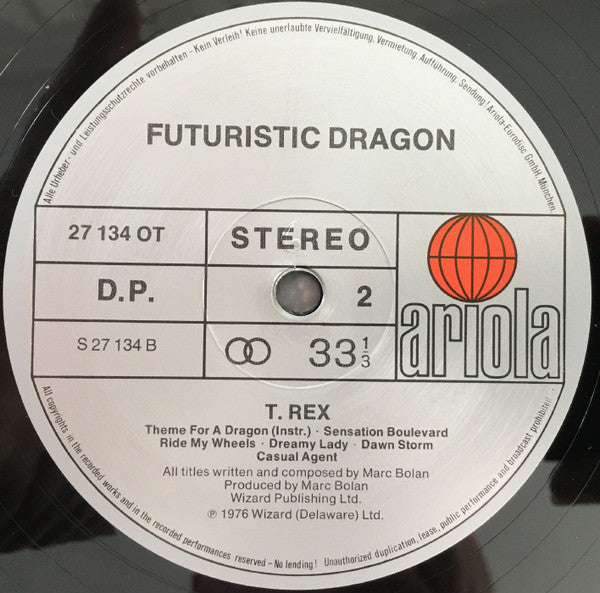 Alle Urheber- und Leistungsschutzrechte vorbehalten - Kein Verleih! Keine unerlaubte Vervielfältigung, Vermietung, Aufführung, Sendung! Ariola-Eurodisc GmbH, München.
FUTURISTIC DRAGON
27 134 OT
STEREO
D.P.
2
S 27 134 B
33 1/3
ariola
T. REX
Theme For A Dragon (Instr.) · Sensation Boulevard
Ride My Wheels · Dreamy Lady · Dawn Storm
Casual Agent
All titles written and composed by Marc Bolan
Produced by Marc Bolan
Wizard Publishing Ltd.
℗ 1976 Wizard (Delaware) Ltd.
All copyrights in the recorded works and in the recorded performances reserved - No lending! Unauthorized duplication, lease, public performance and broadcast prohibited.